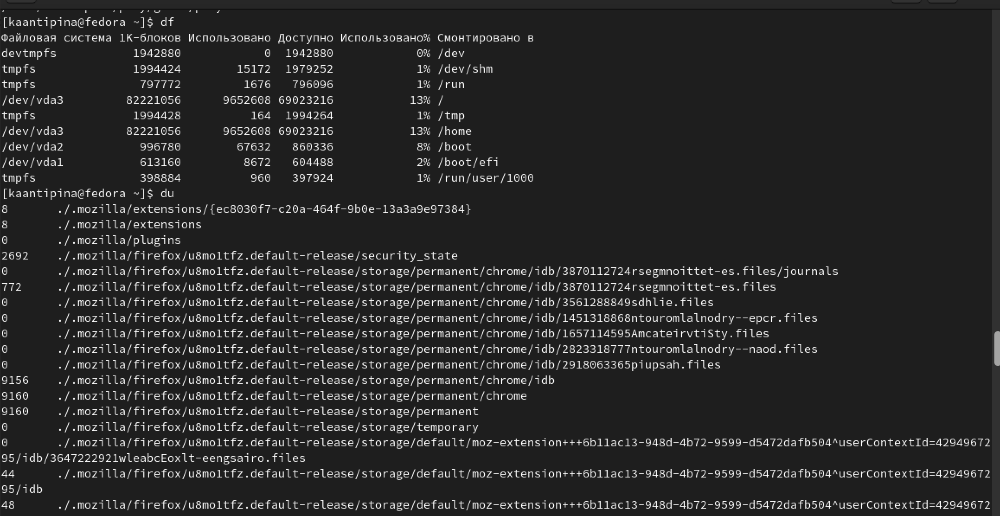 [kaantipina@fedora ~]$ df
Файловая система 1K-блоков Использовано Доступно Использовано% Смонтировано в
devtmpfs 1942880 0 1942880 0% /dev
tmpfs 1994424 15172 1979252 1% /dev/shm
tmpfs 797772 1676 796096 1% /run
/dev/vda3 82221056 9652608 69023216 13% /
tmpfs 1994428 164 1994264 1% /tmp
/dev/vda3 82221056 9652608 69023216 13% /home
/dev/vda2 996780 67632 860336 8% /boot
/dev/vda1 613160 8672 604488 2% /boot/efi
tmpfs 398884 960 397924 1% /run/user/1000
[kaantipina@fedora ~]$ du
8 ./.mozilla/extensions/{ec8030f7-c20a-464f-9b0e-13a3a9e97384}
8 ./.mozilla/extensions
0 ./.mozilla/plugins
2692 ./.mozilla/firefox/u8mo1tfz.default-release/security_state
0 ./.mozilla/firefox/u8mo1tfz.default-release/storage/permanent/chrome/idb/3870112724rsegmnoittet-es.files/journals
772 ./.mozilla/firefox/u8mo1tfz.default-release/storage/permanent/chrome/idb/3870112724rsegmnoittet-es.files
0 ./.mozilla/firefox/u8mo1tfz.default-release/storage/permanent/chrome/idb/3561288849sdhlie.files
0 ./.mozilla/firefox/u8mo1tfz.default-release/storage/permanent/chrome/idb/1451318868ntouromlalnodry--epcr.files
0 ./.mozilla/firefox/u8mo1tfz.default-release/storage/permanent/chrome/idb/1657114595AmcateirvtiSty.files
0 ./.mozilla/firefox/u8mo1tfz.default-release/storage/permanent/chrome/idb/2823318777ntouromlalnodry--naod.files
0 ./.mozilla/firefox/u8mo1tfz.default-release/storage/permanent/chrome/idb/2918063365piupsah.files
9156 ./.mozilla/firefox/u8mo1tfz.default-release/storage/permanent/chrome/idb
9160 ./.mozilla/firefox/u8mo1tfz.default-release/storage/permanent/chrome
9160 ./.mozilla/firefox/u8mo1tfz.default-release/storage/permanent
0 ./.mozilla/firefox/u8mo1tfz.default-release/storage/temporary
0 ./.mozilla/firefox/u8mo1tfz.default-release/storage/default/moz-extension+++6b11ac13-948d-4b72-9599-d5472dafb504^userContextId=42949672
95/idb/3647222921wleabcEoxlt-eengsairo.files
44 ./.mozilla/firefox/u8mo1tfz.default-release/storage/default/moz-extension+++6b11ac13-948d-4b72-9599-d5472dafb504^userContextId=42949672
95/idb
48 ./.mozilla/firefox/u8mo1tfz.default-release/storage/default/moz-extension+++6b11ac13-948d-4b72-9599-d5472dafb504^userContextId=42949672